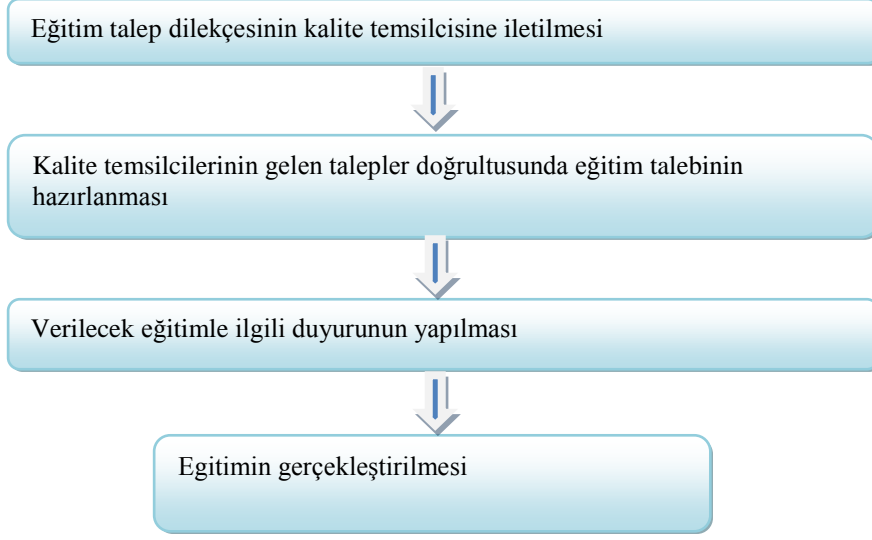 Eğitim talep dilekçesinin kalite temsilcisine iletilmesi
Kalite temsilcilerinin gelen talepler doğrultusunda eğitim talebinin
hazırlanması
Verilecek eğitimle ilgili duyurunun yapılması
Egitimin gerçekleştirilmesi